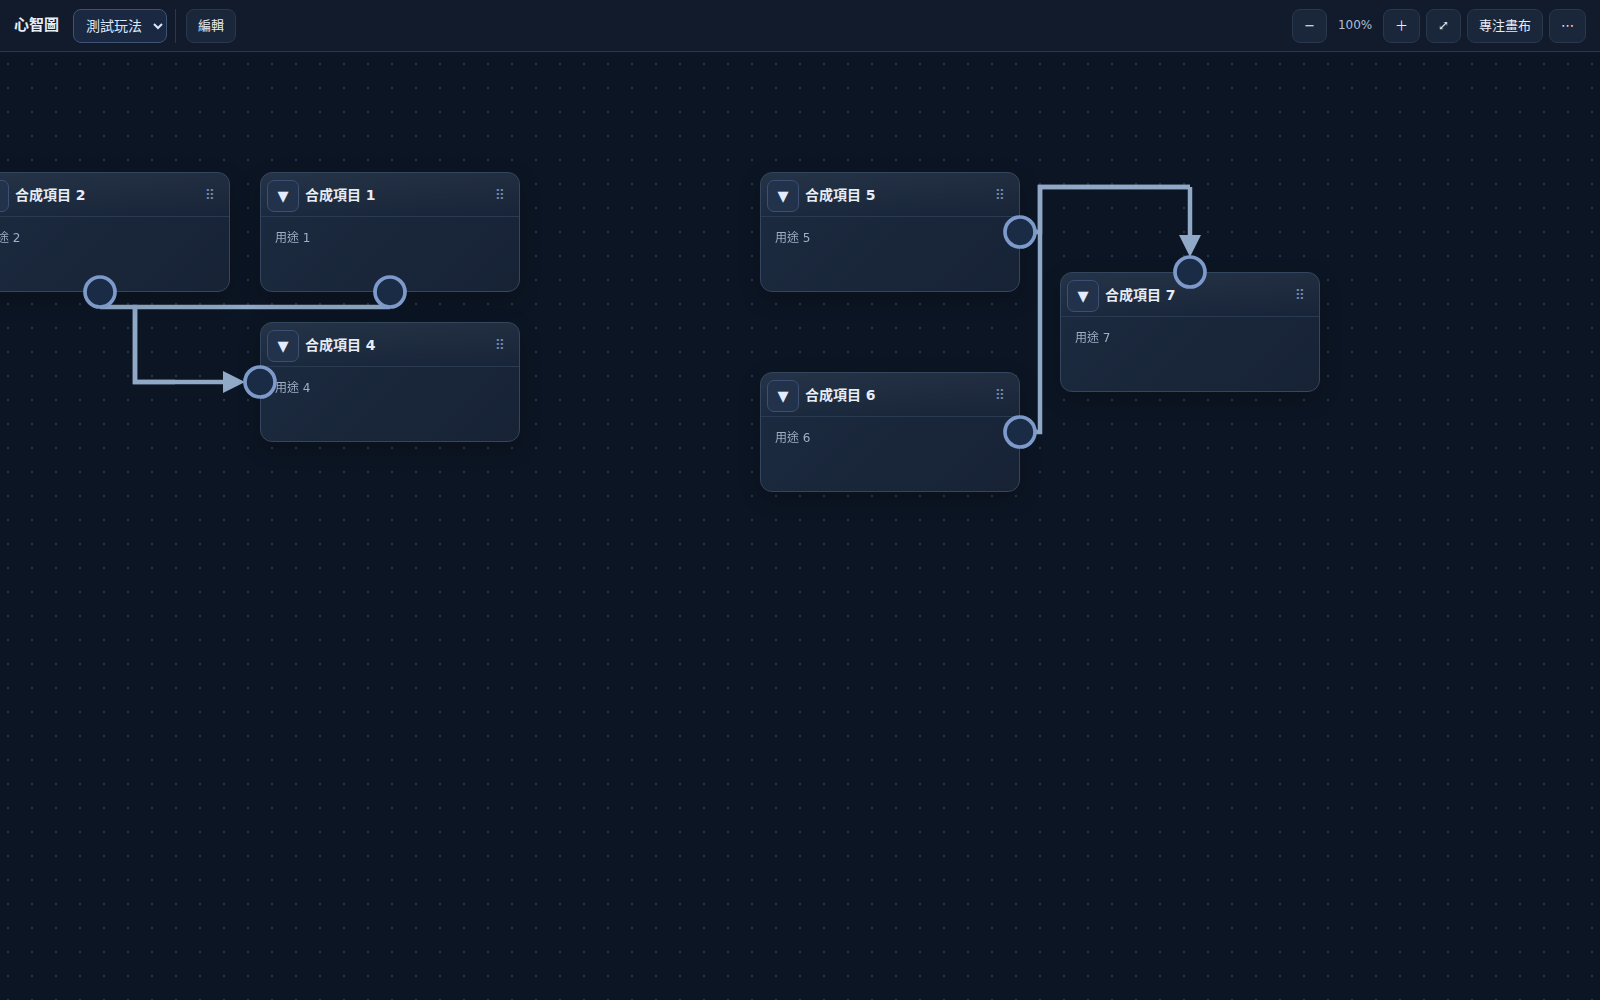 心智圖 測試玩法 編輯 − 100% ＋ ⤢ 專注畫布 ⋯
合成項目 2
途 2
▼ 合成項目 1
用途 1
▼ 合成項目 4
用途 4
▼ 合成項目 5
用途 5
▼ 合成項目 6
用途 6
▼ 合成項目 7
用途 7